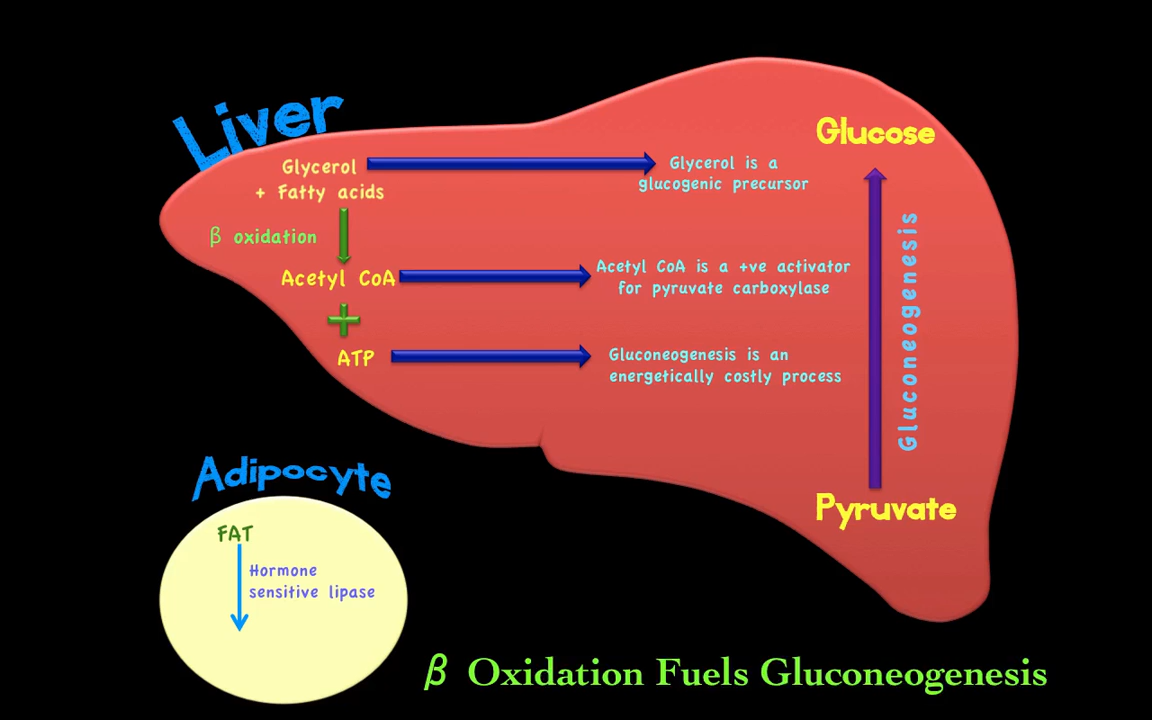 Liver
Glycerol
+ Fatty acids
β oxidation
Acetyl CoA
+
ATP
Glycerol is a
glucogenic precursor
Acetyl CoA is a +ve activator
for pyruvate carboxylase
Gluconeogenesis is an
energetically costly process
Glucose
Gluconeogenesis
Pyruvate
Adipocyte
FAT
Hormone
sensitive lipase
β Oxidation Fuels Gluconeogenesis